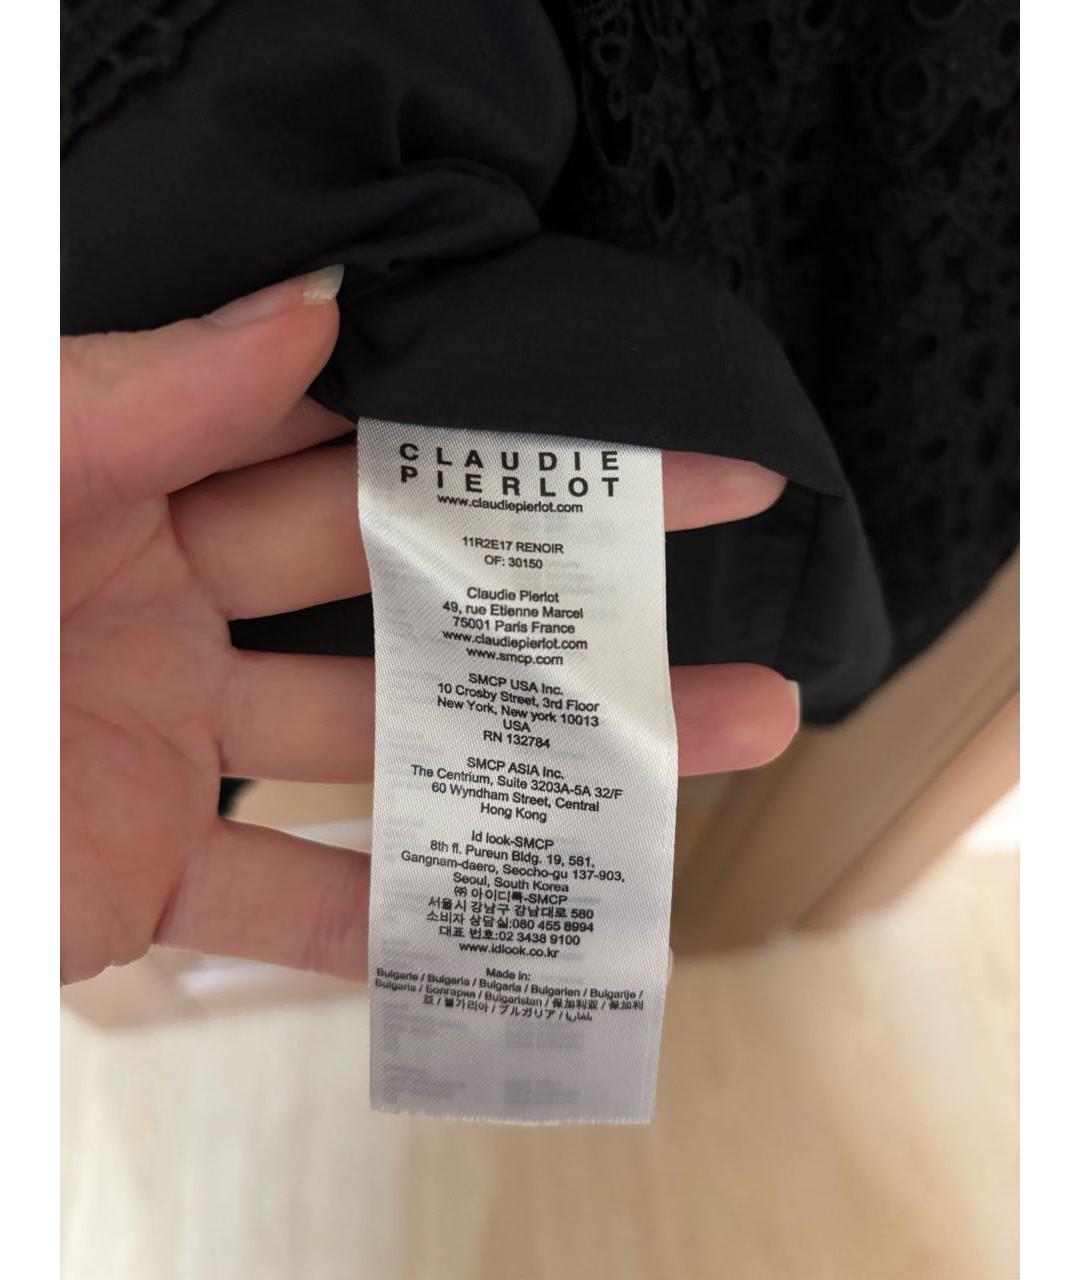 CLAUDIE
PIERLOT
www.claudiepierlot.com
11R2E17 RENOIR
OF: 30150
Claudie Pierlot
49, rue Etienne Marcel
75001 Paris France
www.claudiepierlot.com
www.smcp.com
SMCP USA Inc.
10 Crosby Street, 3rd Floor
New York, New york 10013
USA
RN 132784
SMCP ASIA Inc.
The Centrium, Suite 3203A-5A 32/F
60 Wyndham Street, Central
Hong Kong
Id look-SMCP
8th fl. Pureun Bldg. 19, 581,
Gangnam-daero, Seocho-gu 137-903,
Seoul, South Korea
㈜ 아이디룩-SMCP
서울시 강남구 강남대로 580
소비자 상담실:080 455 8994
대표 번호:02 3438 9100
www.idlook.co.kr
Made in:
Bulgarie / Bulgaria / Bulgaria / Bulgarien / Bulgarije /
Bulgaria / Болгария / Bulgaristan / 保加利亚 / 保加利
亞 / 불가리아 / ブルガリア / بلغاريا